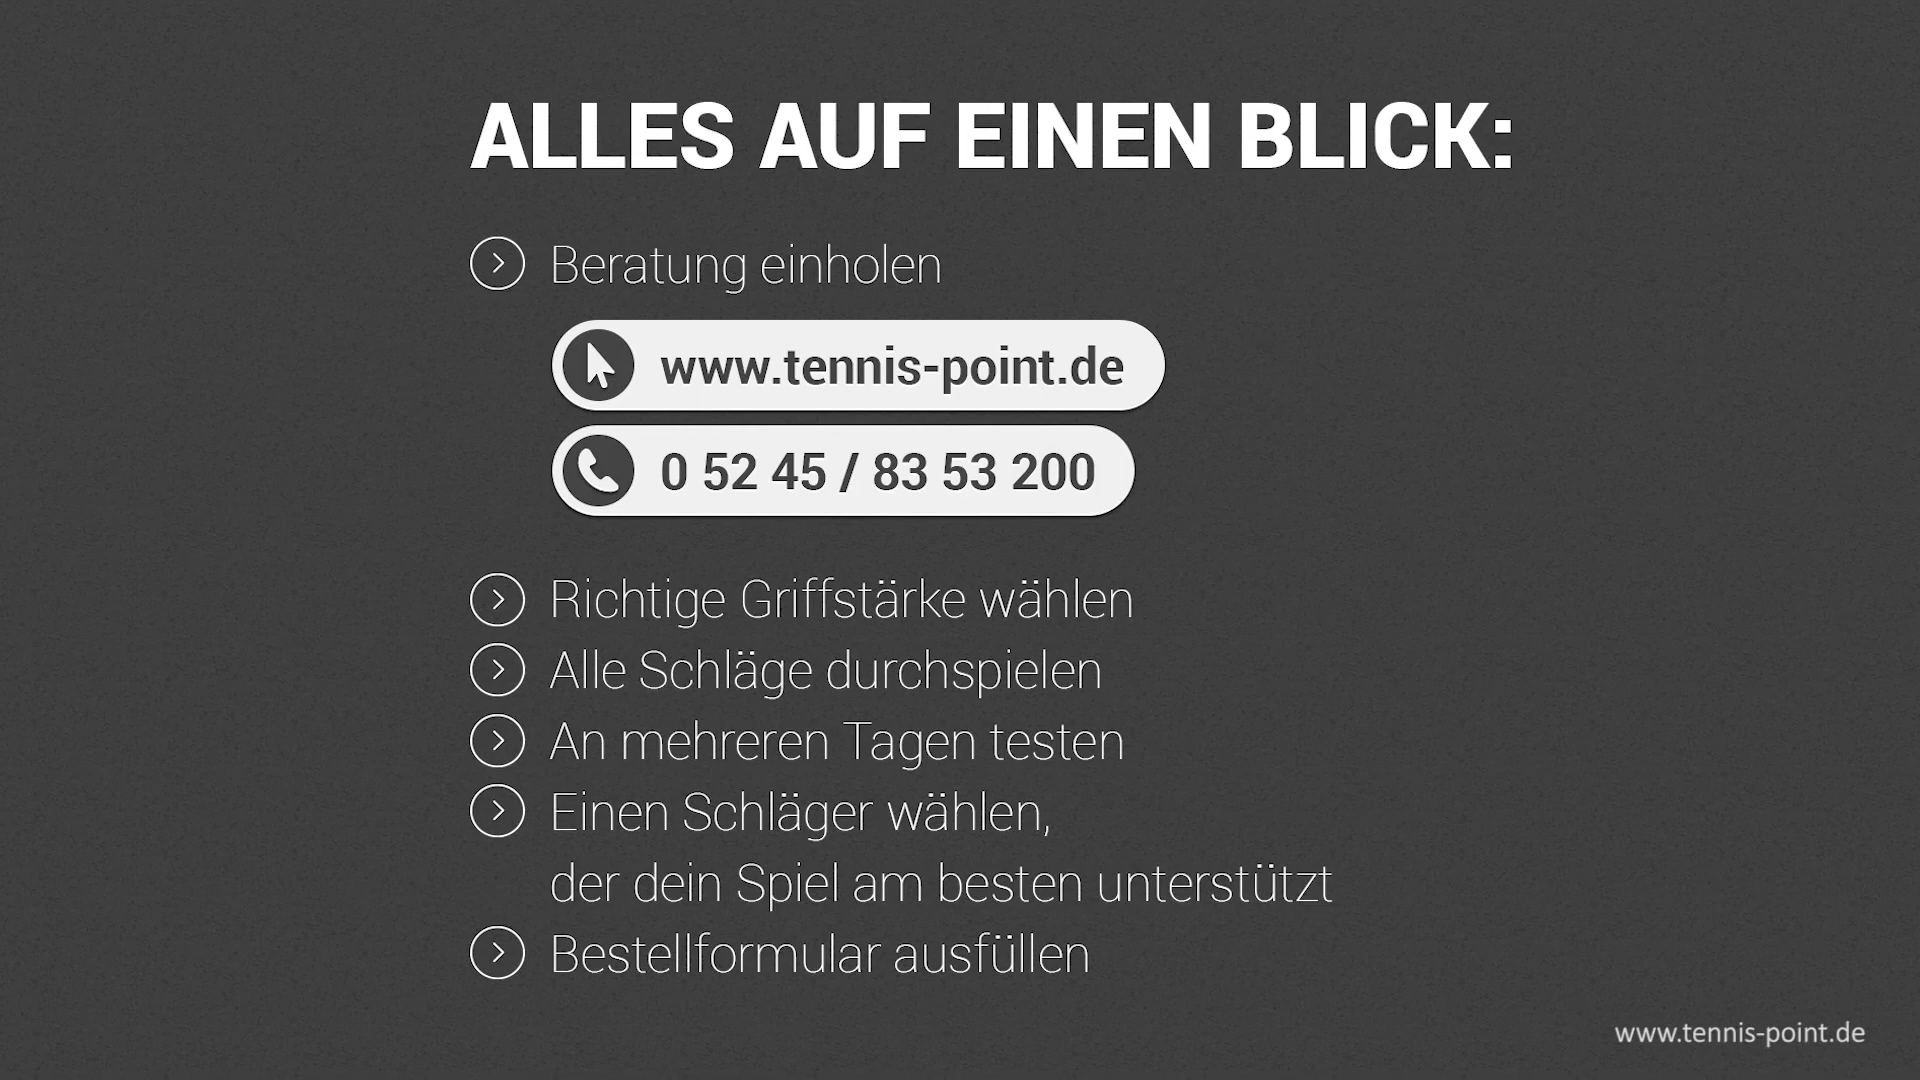 ALLES AUF EINEN BLICK:
Beratung einholen
www.tennis-point.de
0 52 45 / 83 53 200
Richtige Griffstärke wählen
Alle Schläge durchspielen
An mehreren Tagen testen
Einen Schläger wählen,
der dein Spiel am besten unterstützt
Bestellformular ausfüllen
www.tennis-point.de